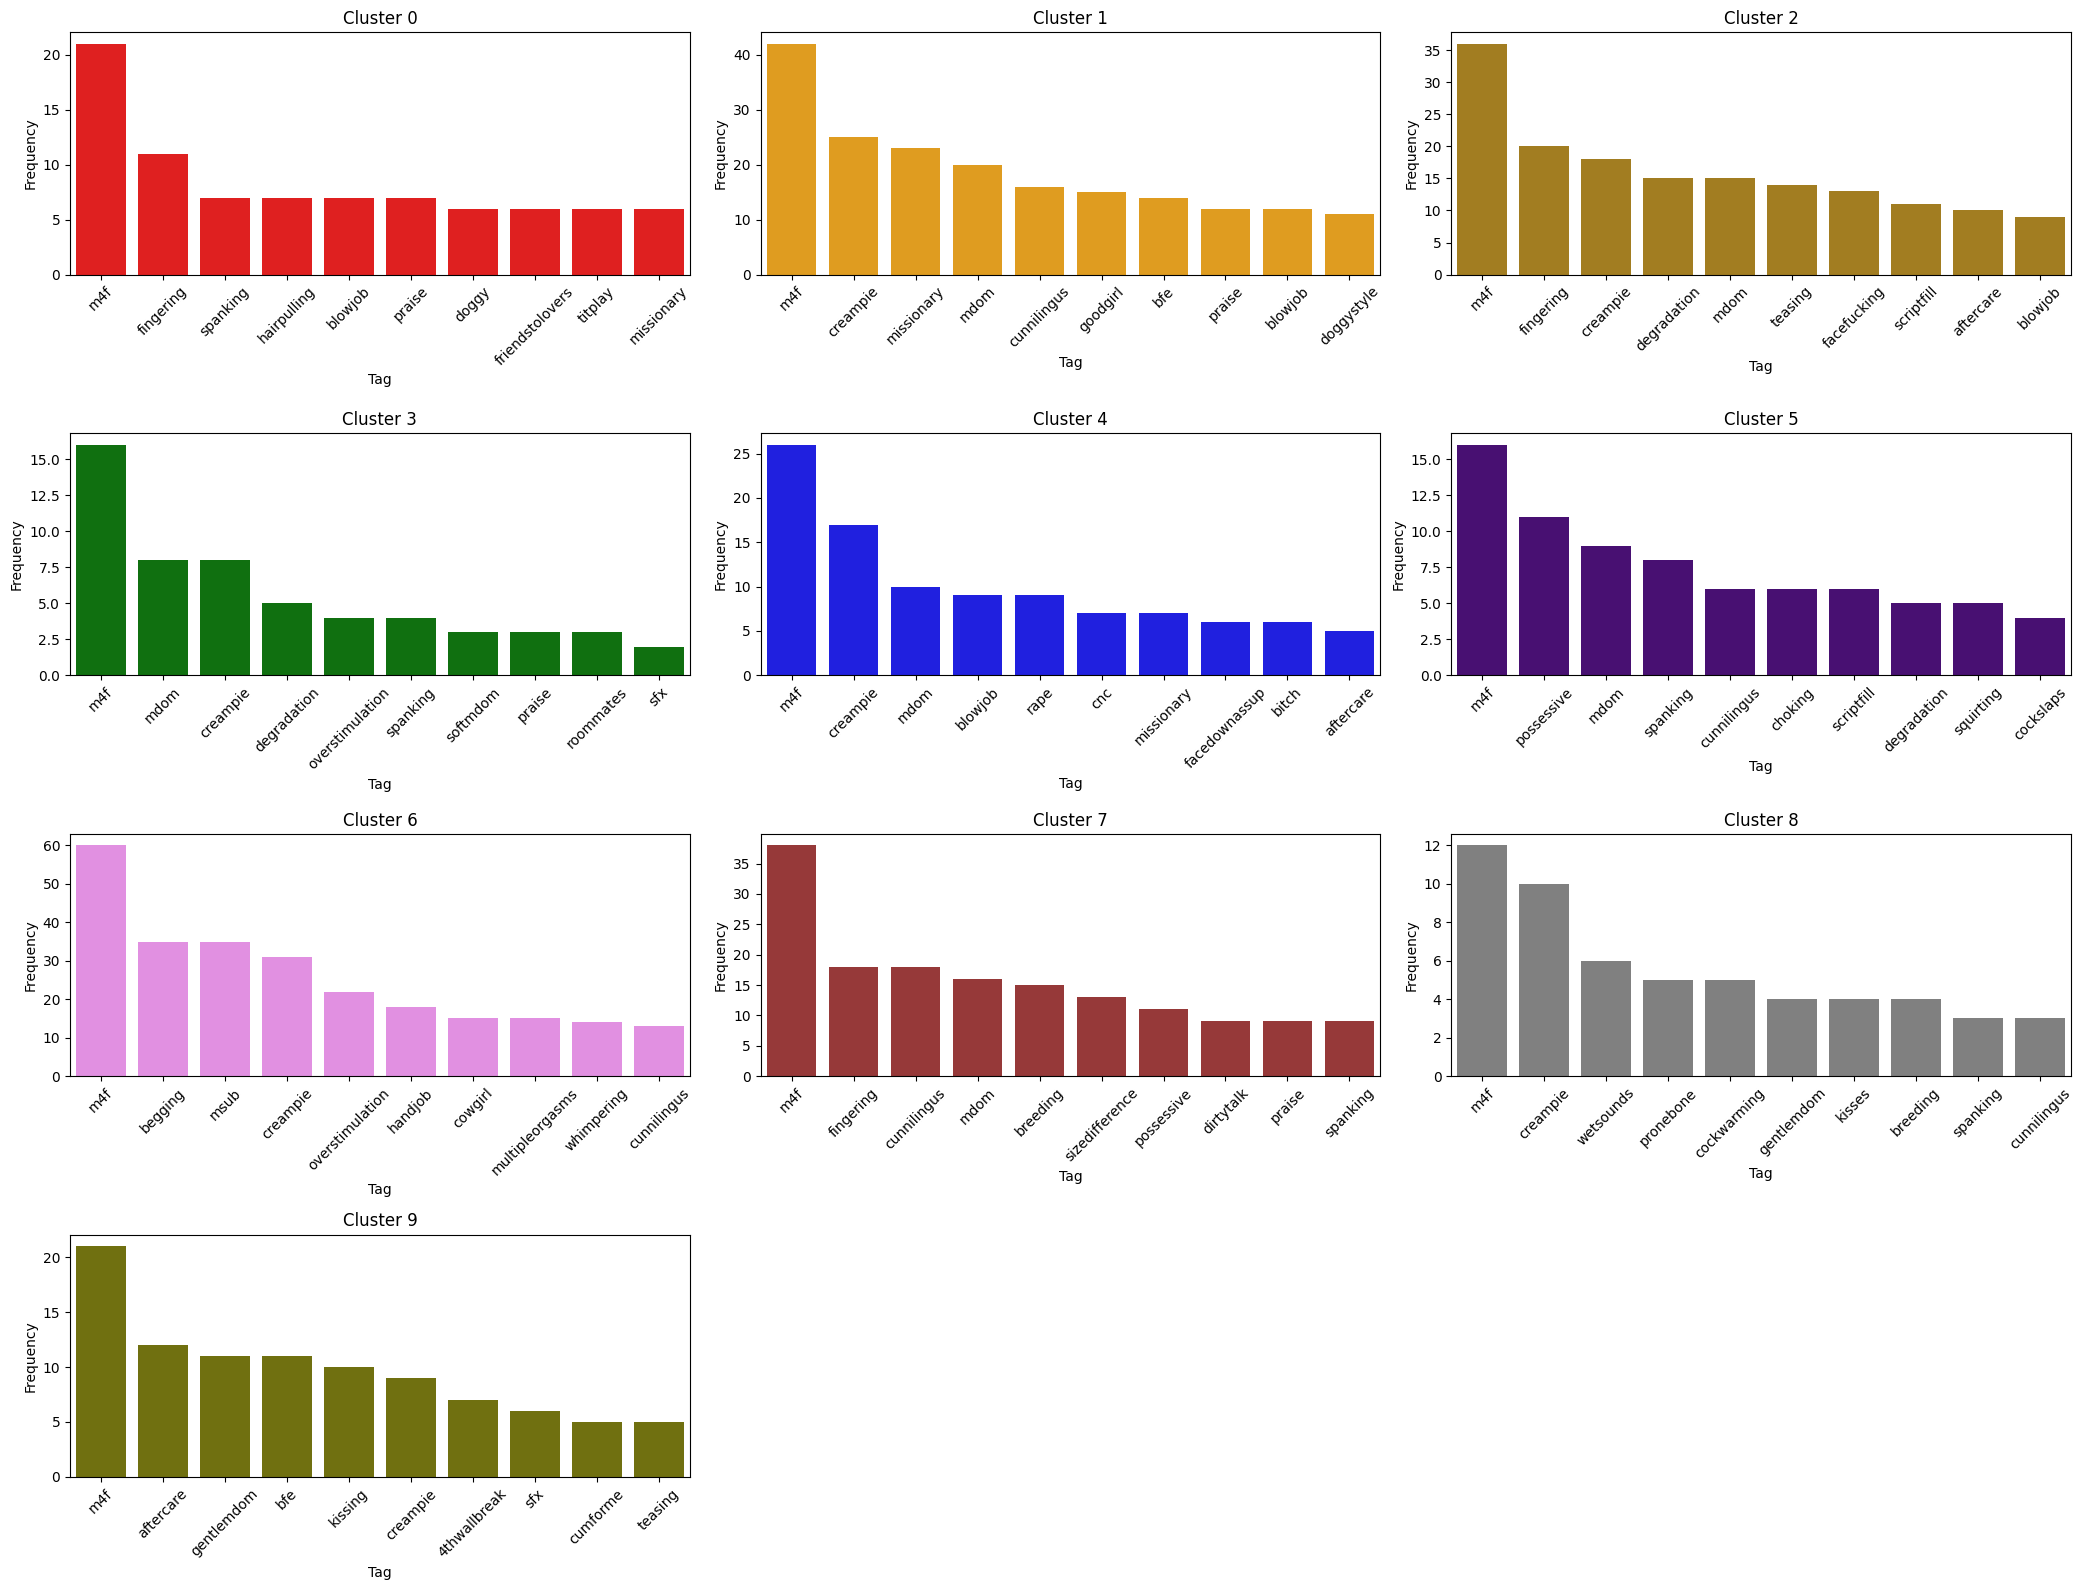 Cluster 0
20
15
10
5
0
Frequency
m4f fingering spanking hairpulling blowjob praise doggy friendstolovers titplay missionary
Tag
Cluster 1
40
30
20
10
0
Frequency
m4f creampie missionary mdom cunnilingus goodgirl bfe praise blowjob doggystyle
Tag
Cluster 2
35
30
25
20
15
10
5
0
Frequency
m4f fingering creampie degradation mdom teasing facefucking scriptfill aftercare blowjob
Tag
Cluster 3
15.0
12.5
10.0
7.5
5.0
2.5
0.0
Frequency
m4f mdom creampie degradation overstimulation spanking softmdom praise roommates sfx
Tag
Cluster 4
25
20
15
10
5
0
Frequency
m4f creampie mdom blowjob rape cnc missionary facedownassup bitch aftercare
Tag
Cluster 5
15.0
12.5
10.0
7.5
5.0
2.5
0.0
Frequency
m4f possessive mdom spanking cunnilingus choking scriptfill degradation squirting cockslaps
Tag
Cluster 6
60
50
40
30
20
10
0
Frequency
m4f begging msub creampie overstimulation handjob cowgirl multipleorgasms whimpering cunnilingus
Tag
Cluster 7
35
30
25
20
15
10
5
0
Frequency
m4f fingering cunnilingus mdom breeding sizedifference possessive dirtytalk praise spanking
Tag
Cluster 8
12
10
8
6
4
2
0
Frequency
m4f creampie wetsounds pronebone cockwarming gentlemdom kisses breeding spanking cunnilingus
Tag
Cluster 9
20
15
10
5
0
Frequency
m4f aftercare gentlemdom bfe kissing creampie 4thwallbreak sfx cumforme teasing
Tag